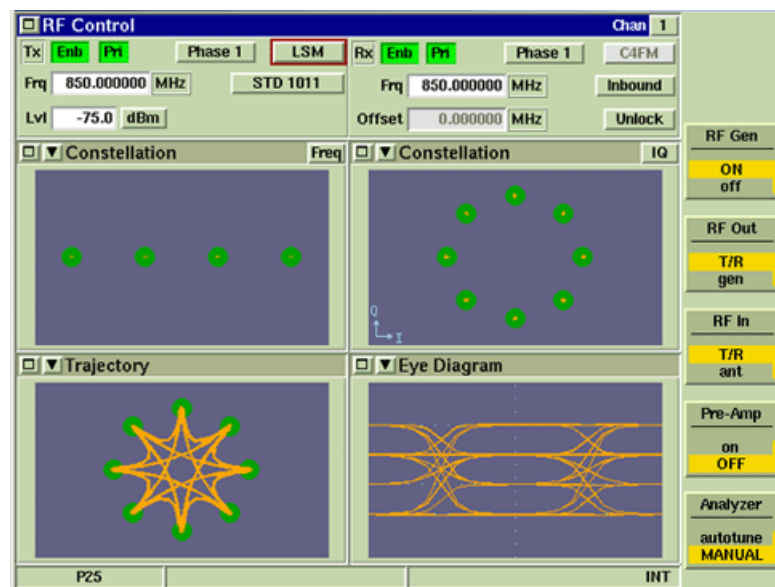 RF Control Chan 1
Tx Enb Pri Phase 1 LSM
Frq 850.000000 MHz STD 1011
Lvl -75.0 dBm
Rx Enb Pri Phase 1 C4FM
Frq 850.000000 MHz Inbound
Offset 0.000000 MHz Unlock
Constellation Freq
Constellation IQ
Q
I
Trajectory
Eye Diagram
RF Gen
ON
off
RF Out
T/R
gen
RF In
T/R
ant
Pre-Amp
on
OFF
Analyzer
autotune
MANUAL
P25 INT